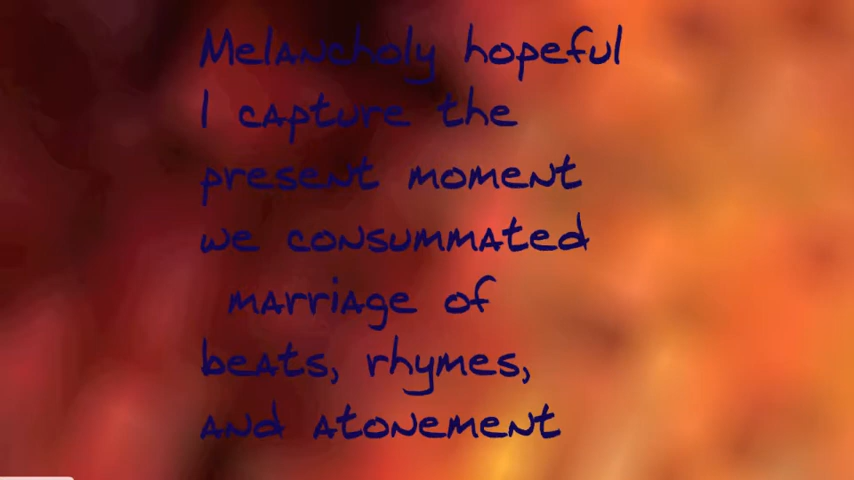 Melancholy hopeful
I capture the
present moment
we consummated
marriage of
beats, rhymes,
and atonement